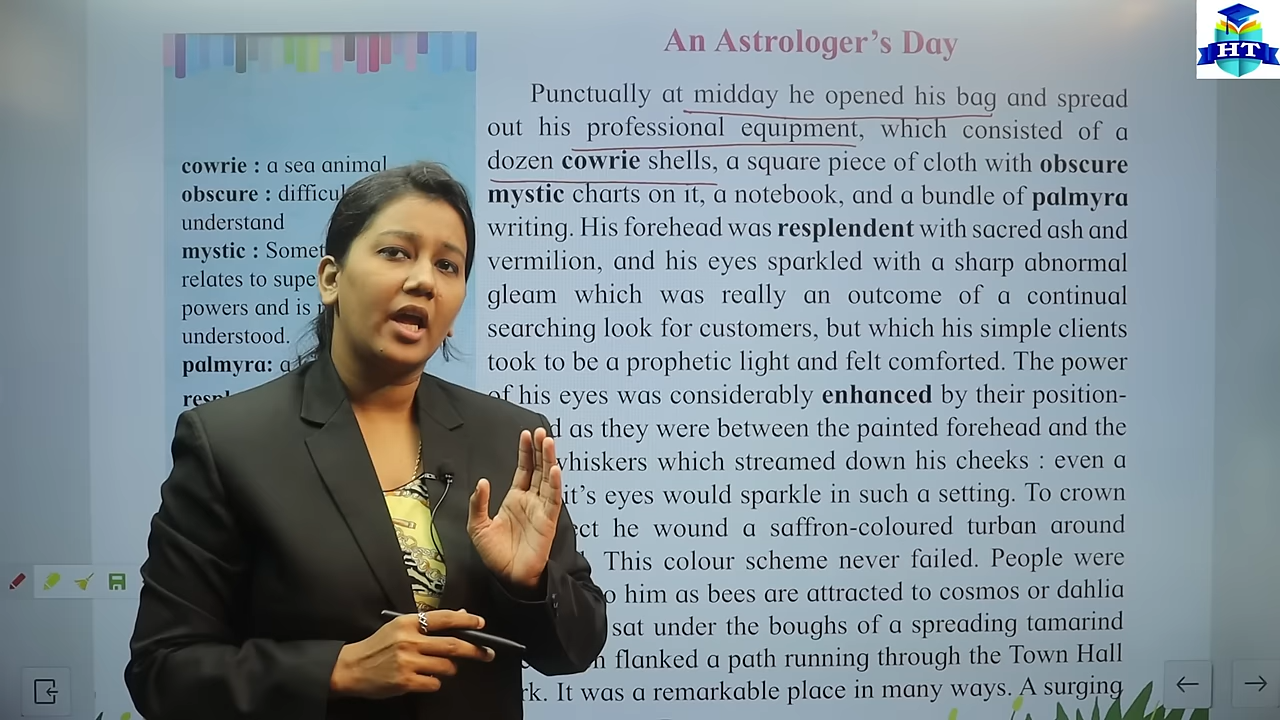 HT
An Astrologer's Day
cowrie : a sea animal
obscure :
understand
mystic :
relates to
powers and is
understood.
palmyra:
Punctually at midday he opened his bag and spread
out his professional equipment, which consisted of a
dozen cowrie shells, a square piece of cloth with obscure
mystic charts on it, a notebook, and a bundle of palmyra
writing. His forehead was resplendent with sacred ash and
vermilion, and his eyes sparkled with a sharp abnormal
gleam which was really an outcome of a continual
searching look for customers, but which his simple clients
took to be a prophetic light and felt comforted. The power
of his eyes was considerably enhanced by their position-
as they were between the painted forehead and the
whiskers which streamed down his cheeks : even a
eyes would sparkle in such a setting. To crown
he wound a saffron-coloured turban around
This colour scheme never failed. People were
him as bees are attracted to cosmos or dahlia
sat under the boughs of a spreading tamarind
flanked a path running through the Town Hall
It was a remarkable place in many ways. A surging